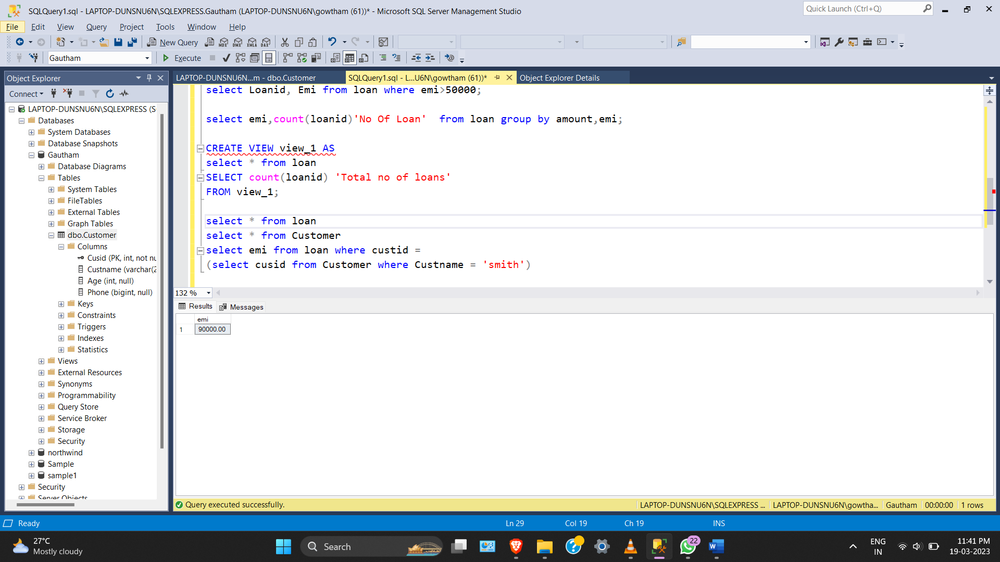 SQLQuery1.sql - LAPTOP-DUNSNU6N\SQLEXPRESS.Gautham (LAPTOP-DUNSNU6N\gowtham (61))* - Microsoft SQL Server Management Studio
Quick Launch (Ctrl+Q)
File Edit View Query Project Tools Window Help
New Query MDX DMX XMLA DAX
Gautham Execute
Object Explorer
Connect
LAPTOP-DUNSNU6N\SQLEXPRESS (S
Databases
System Databases
Database Snapshots
Gautham
Database Diagrams
Tables
System Tables
FileTables
External Tables
Graph Tables
dbo.Customer
Columns
Cusid (PK, int, not nu
Custname (varchar(2
Age (int, null)
Phone (bigint, null)
Keys
Constraints
Triggers
Indexes
Statistics
Views
External Resources
Synonyms
Programmability
Query Store
Service Broker
Storage
Security
northwind
Sample
sample1
Security
Server Objects
LAPTOP-DUNSNU6N...m - dbo.Customer
SQLQuery1.sql - L...U6N\gowtham (61))*
Object Explorer Details
select Loanid, Emi from loan where emi>50000;
select emi,count(loanid)'No Of Loan'  from loan group by amount,emi;
CREATE VIEW view_1 AS
select * from loan
SELECT count(loanid) 'Total no of loans'
FROM view_1;
select * from loan
select * from Customer
select emi from loan where custid =
(select cusid from Customer where Custname = 'smith')
132 %
Results Messages
emi
1 90000.00
Query executed successfully.
LAPTOP-DUNSNU6N\SQLEXPRESS ... LAPTOP-DUNSNU6N\gowtha... Gautham 00:00:00 1 rows
Ready Ln 29 Col 19 Ch 19 INS
27°C
Mostly cloudy
Search
22
ENG
IN
11:41 PM
19-03-2023